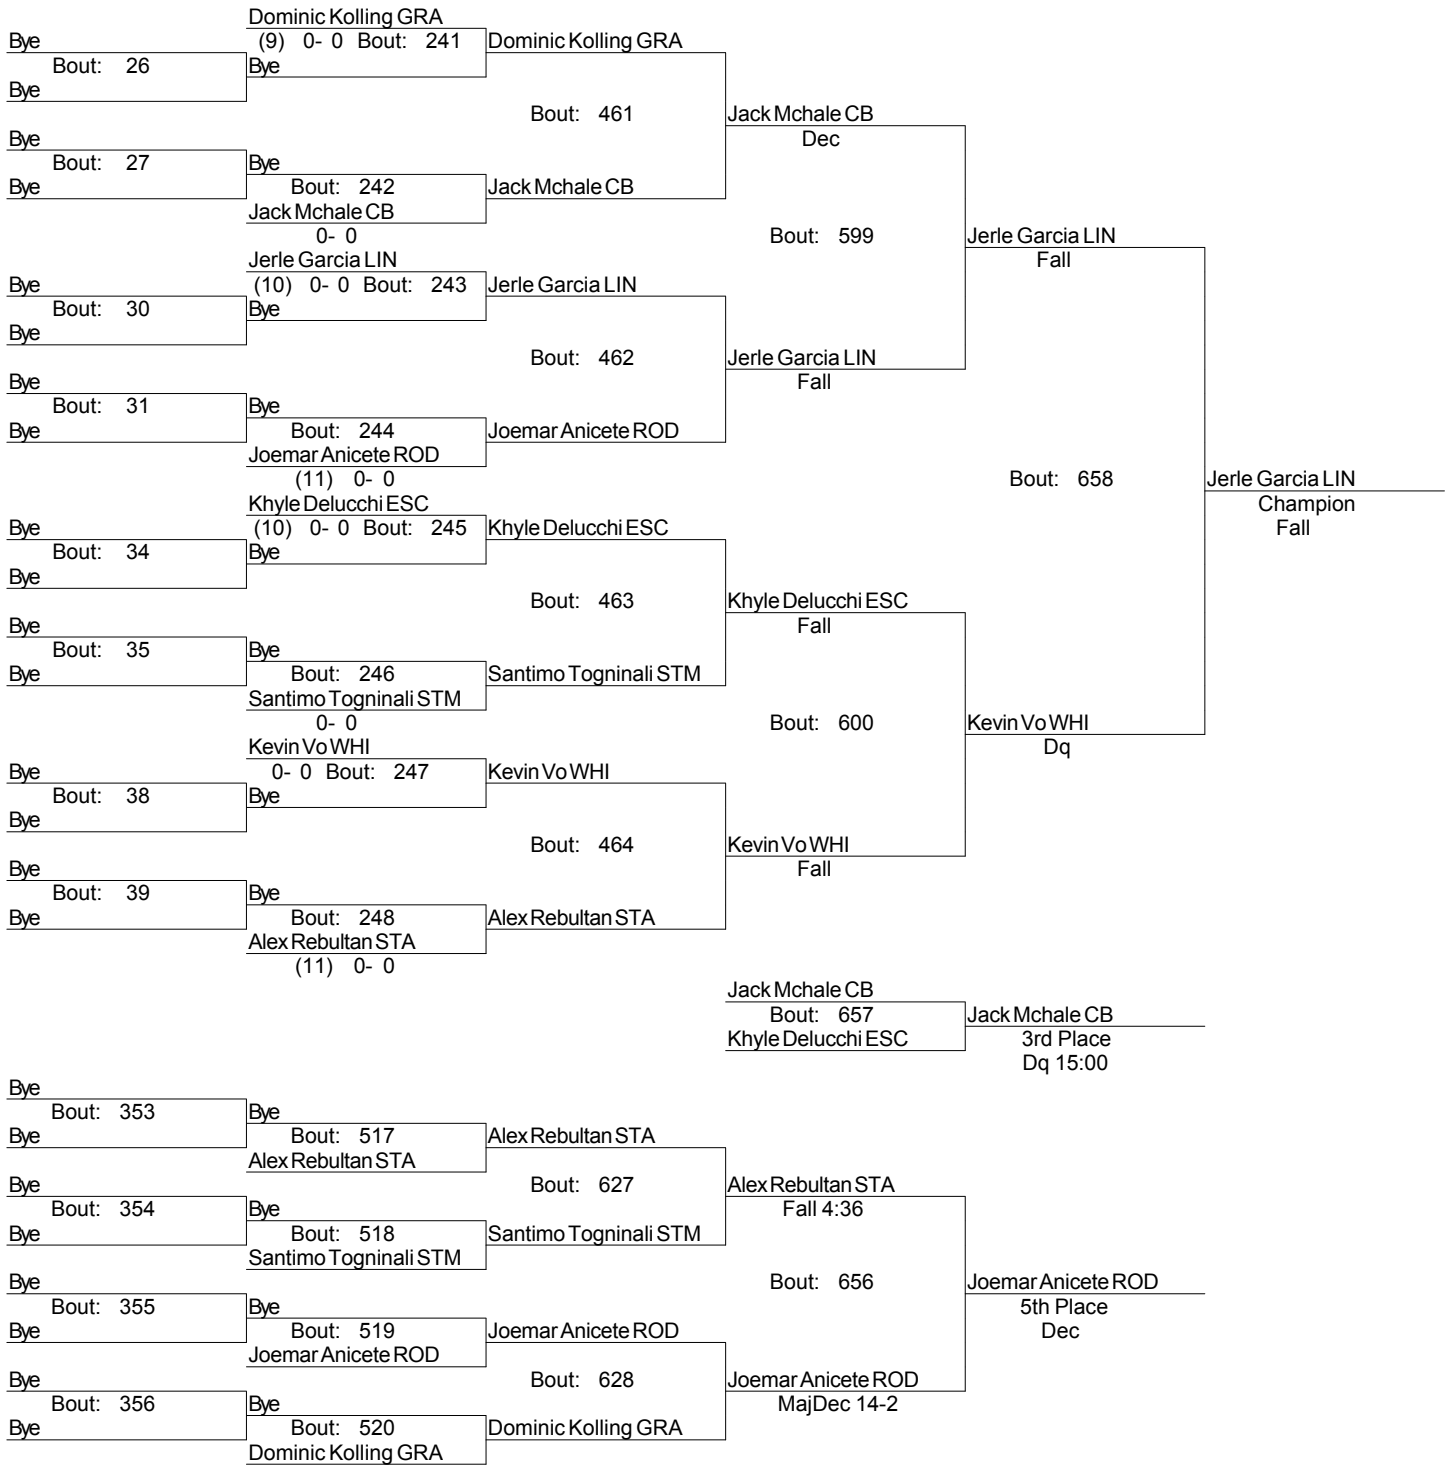 Dominic Kolling GRA
Bye
(9) 0- 0 Bout: 241
Dominic Kolling GRA
Bout: 26
Bye
Bye
Bout: 461
Jack Mchale CB
Bye
Dec
Bout: 27
Bye
Bye
Bout: 242
Jack Mchale CB
Jack Mchale CB
0- 0
Bout: 599
Jerle Garcia LIN
Jerle Garcia LIN
Fall
Bye
(10) 0- 0 Bout: 243
Jerle Garcia LIN
Bout: 30
Bye
Bye
Bout: 462
Jerle Garcia LIN
Bye
Fall
Bout: 31
Bye
Bye
Bout: 244
Joemar Anicete ROD
Joemar Anicete ROD
(11) 0- 0
Bout: 658
Jerle Garcia LIN
Khyle Delucchi ESC
Champion
Bye
(10) 0- 0 Bout: 245
Khyle Delucchi ESC
Fall
Bout: 34
Bye
Bye
Bout: 463
Khyle Delucchi ESC
Bye
Fall
Bout: 35
Bye
Bye
Bout: 246
Santimo Togninali STM
Santimo Togninali STM
0- 0
Bout: 600
Kevin Vo WHI
Kevin Vo WHI
Dq
Bye
0- 0 Bout: 247
Kevin Vo WHI
Bout: 38
Bye
Bye
Bout: 464
Kevin Vo WHI
Bye
Fall
Bout: 39
Bye
Bye
Bout: 248
Alex Rebultan STA
Alex Rebultan STA
(11) 0- 0
Jack Mchale CB
Bout: 657
Jack Mchale CB
Khyle Delucchi ESC
3rd Place
Dq 15:00
Bye
Bout: 353
Bye
Bye
Bout: 517
Alex Rebultan STA
Alex Rebultan STA
Bye
Bout: 627
Alex Rebultan STA
Bout: 354
Bye
Fall 4:36
Bye
Bout: 518
Santimo Togninali STM
Santimo Togninali STM
Bye
Bout: 656
Joemar Anicete ROD
Bout: 355
Bye
5th Place
Bye
Bout: 519
Joemar Anicete ROD
Dec
Joemar Anicete ROD
Bye
Bout: 628
Joemar Anicete ROD
Bout: 356
Bye
MajDec 14-2
Bye
Bout: 520
Dominic Kolling GRA
Dominic Kolling GRA